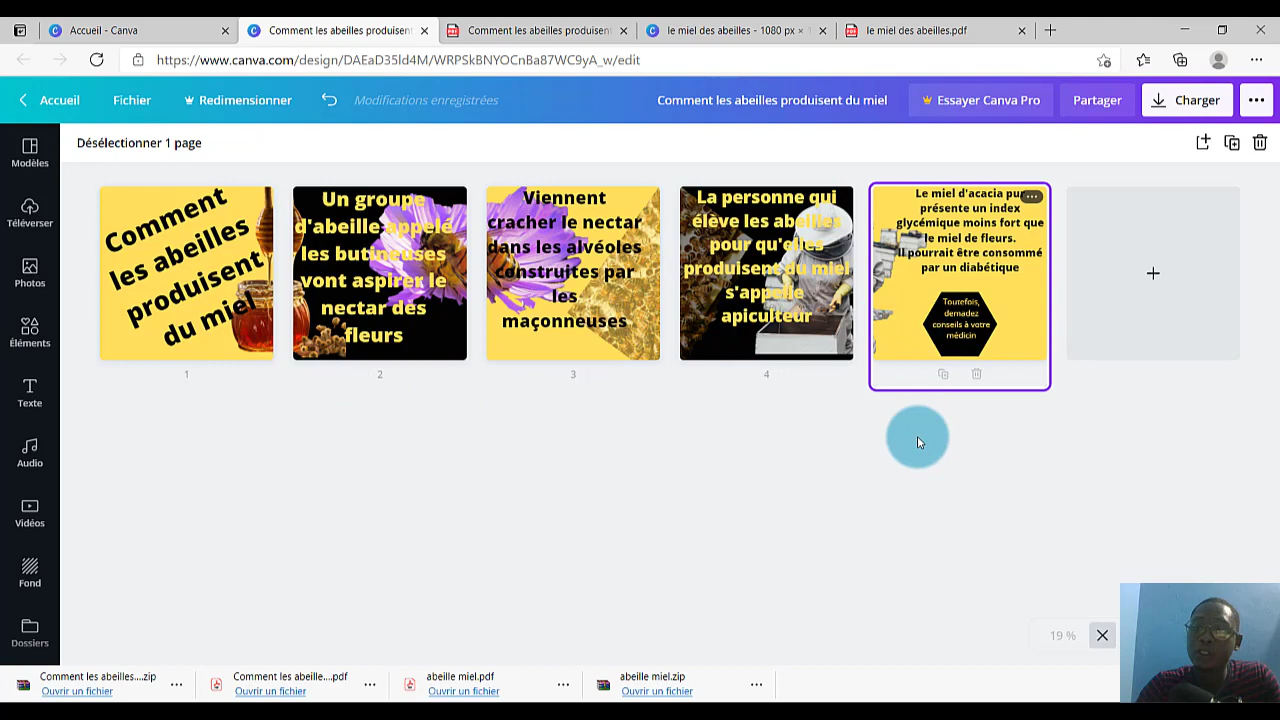 Accueil - Canva
Comment les abeilles produisen
Comment les abeilles produisen
le miel des abeilles - 1080 px ×
le miel des abeilles.pdf
https://www.canva.com/design/DAEaD35ld4M/WRPSkBNYOCnBa87WC9yA_w/edit
Accueil
Fichier
Redimensionner
Modifications enregistrées
Comment les abeilles produisent du miel
Essayer Canva Pro
Partager
Charger
Désélectionner 1 page
Modèles
Téléverser
Photos
Éléments
Texte
Audio
Vidéos
Fond
Dossiers
Comment
les abeilles
produisent
du miel
1
Un groupe
d'abeille appelé
les butineuses
vont aspirer le
nectar des
fleurs
2
Viennent
cracher le nectar
dans les alvéoles
construites par
les
maçonneuses
3
La personne qui
élève les abeilles
pour qu'elles
produisent du miel
s'appelle
apiculteur
4
Le miel d'acacia pur
présente un index
glycémique moins fort que
le miel de fleurs.
Il pourrait être consommé
par un diabétique
Toutefois,
demadez
conseils à votre
médicin
19 %
Comment les abeilles....zip
Ouvrir un fichier
Comment les abeille....pdf
Ouvrir un fichier
abeille miel.pdf
Ouvrir un fichier
abeille miel.zip
Ouvrir un fichier